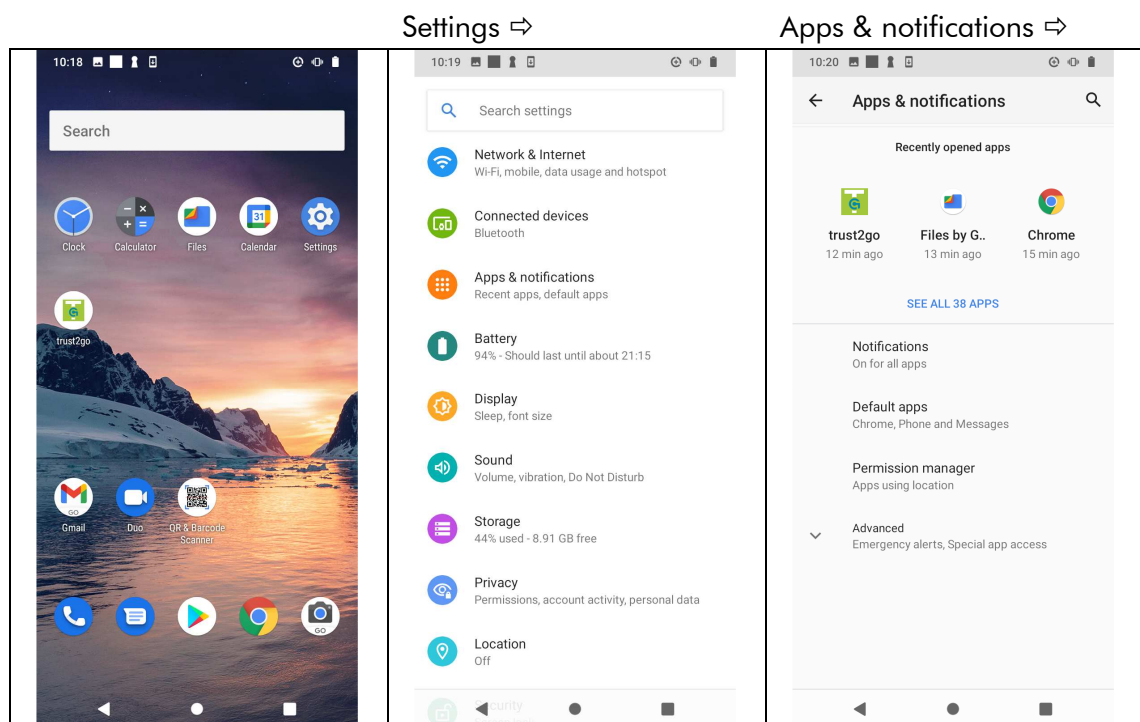 Settings ⇨
Apps & notifications ⇨
10:18
Search
31
Clock
Calculator
Files
Calendar
Settings
G
trust2go
GO
Gmail
Duo
QR & Barcode
Scanner
GO
10:19
Search settings
Network & Internet
Wi-Fi, mobile, data usage and hotspot
Connected devices
Bluetooth
Apps & notifications
Recent apps, default apps
Battery
94% - Should last until about 21:15
Display
Sleep, font size
Sound
Volume, vibration, Do Not Disturb
Storage
44% used - 8.91 GB free
Privacy
Permissions, account activity, personal data
Location
Off
Security
10:20
Apps & notifications
Recently opened apps
G
trust2go
12 min ago
Files by G..
13 min ago
Chrome
15 min ago
SEE ALL 38 APPS
Notifications
On for all apps
Default apps
Chrome, Phone and Messages
Permission manager
Apps using location
Advanced
Emergency alerts, Special app access